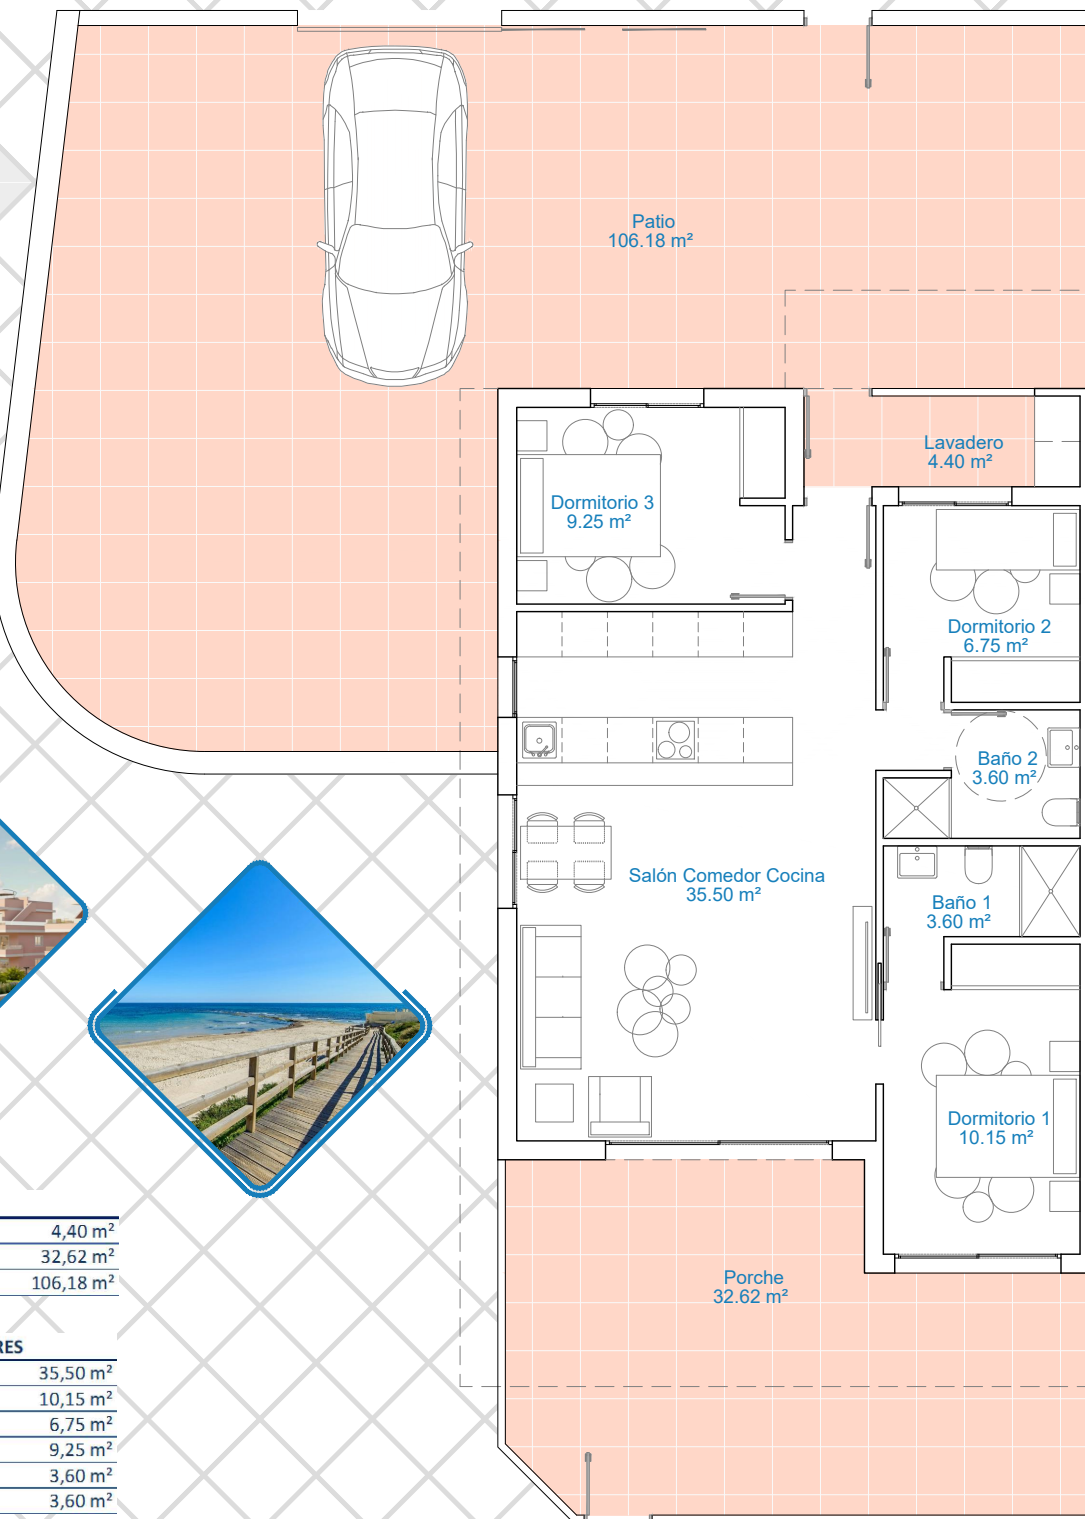 Patio
106.18 m²
Lavadero
4.40 m²
Dormitorio 3
9.25 m²
Dormitorio 2
6.75 m²
Baño 2
3.60 m²
Salón Comedor Cocina
35.50 m²
Baño 1
3.60 m²
Dormitorio 1
10.15 m²
Porche
32.62 m²
4,40 m²
32,62 m²
106,18 m²
RES
35,50 m²
10,15 m²
6,75 m²
9,25 m²
3,60 m²
3,60 m²